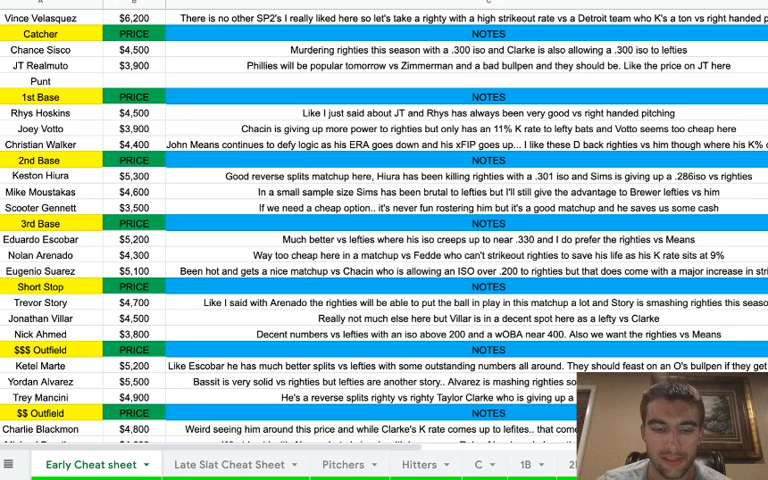 Vince Velasquez $6,200 There is no other SP2's I really liked here so let's take a righty with a high strikeout rate vs a Detroit team who K's a ton vs right handed p
Catcher PRICE NOTES
Chance Sisco $4,500 Murdering righties this season with a .300 iso and Clarke is also allowing a .300 iso to lefties
JT Realmuto $3,900 Phillies will be popular tomorrow vs Zimmerman and a bad bullpen and they should be. Like the price on JT here
Punt
1st Base PRICE NOTES
Rhys Hoskins $4,500 Like I just said about JT and Rhys has always been very good vs right handed pitching
Joey Votto $3,900 Chacin is giving up more power to righties but only has an 11% K rate to lefty bats and Votto seems too cheap here
Christian Walker $4,400 John Means continues to defy logic as his ERA goes down and his xFIP goes up... I like these D back righties vs him though where his K%
2nd Base PRICE NOTES
Keston Hiura $5,300 Good reverse splits matchup here, Hiura has been killing righties with a .301 iso and Sims is giving up a .286iso vs righties
Mike Moustakas $4,600 In a small sample size Sims has been brutal to lefties but I'll still give the advantage to Brewer lefties vs him
Scooter Gennett $3,500 If we need a cheap option.. it's never fun rostering him but it's a good matchup and he saves us some cash
3rd Base PRICE NOTES
Eduardo Escobar $5,200 Much better vs lefties where his iso creeps up to near .330 and I do prefer the righties vs Means
Nolan Arenado $4,300 Way too cheap here in a matchup vs Fedde who can't strikeout righties to save his life as his K rate sits at 9%
Eugenio Suarez $5,100 Been hot and gets a nice matchup vs Chacin who is allowing an ISO over .200 to righties but that does come with a major increase in stri
Short Stop PRICE NOTES
Trevor Story $4,700 Like I said with Arenado the righties will be able to put the ball in play in this matchup a lot and Story is smashing righties this seaso
Jonathan Villar $4,500 Really not much else here but Villar is in a decent spot here as a lefty vs Clarke
Nick Ahmed $3,800 Decent numbers vs lefties with an iso above 200 and a wOBA near 400. Also we want the righties vs Means
$$$ Outfield PRICE NOTES
Ketel Marte $5,200 Like Escobar he has much better splits vs lefties with some outstanding numbers all around. They should feast on an O's bullpen if they get
Yordan Alvarez $5,500 Bassit is very solid vs righties but lefties are another story.. Alvarez is mashing righties so
Trey Mancini $4,900 He's a reverse splits righty vs righty Taylor Clarke who is giving up a
$$ Outfield PRICE NOTES
Charlie Blackmon $4,800 Weird seeing him around this price and while Clarke's K rate comes up to lefites.. that come
Early Cheat sheet Late Slat Cheat Sheet Pitchers Hitters C 1B